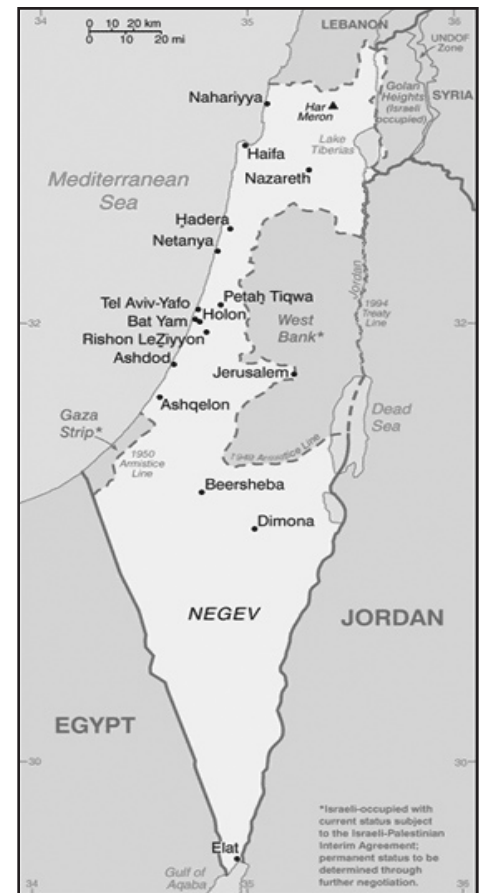 34
35
36
0 10 20 km
0 10 20 mi
LEBANON
UNDOF
Zone
Golan
Heights
(Israeli
occupied)
SYRIA
Nahariyya
Har
Meron
Lake
Tiberias
Haifa
Nazareth
Mediterranean
Sea
Hadera
Netanya
Tel Aviv-Yafo
Petah Tiqwa
Bat Yam
Holon
Rishon LeZiyyon
Ashdod
West
Bank*
Jordan
1994
Treaty
Line
32
32
Jerusalem
Ashqelon
Dead
Sea
Gaza
Strip*
1950
Armistice
Line
1949 Armistice Line
Beersheba
Dimona
NEGEV
JORDAN
EGYPT
30
30
*Israeli-occupied with
current status subject
to the Israeli-Palestinian
Interim Agreement;
permanent status to be
determined through
further negotiation.
Elat
Gulf of
Aqaba
34
35
36